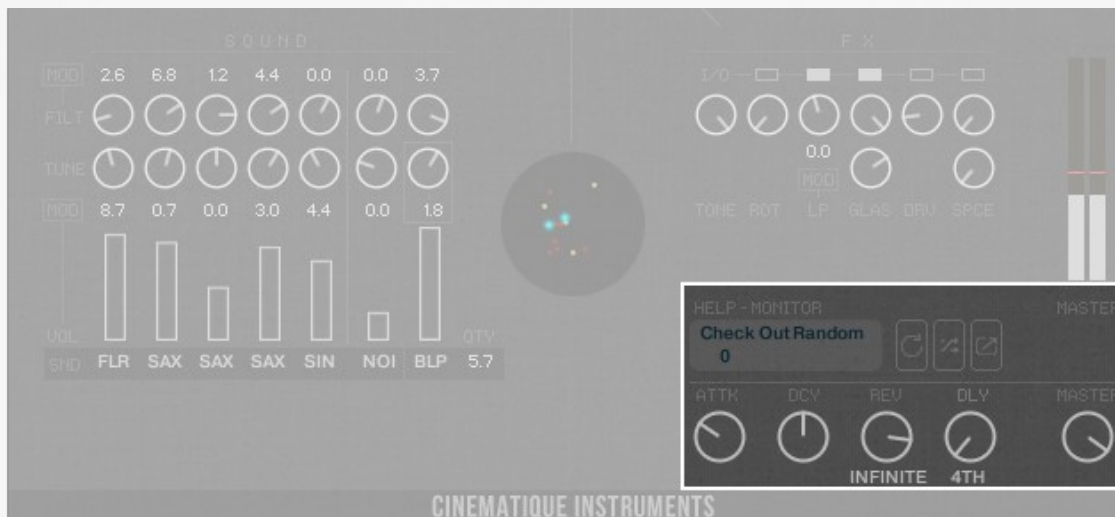 SOUND
MOD 2.6 6.8 1.2 4.4 0.0 0.0 3.7
FILT
TUNE
MOD 8.7 0.7 0.0 3.0 4.4 0.0 1.8
VOL QTY
SND FLR SAX SAX SAX SIN NOI BLP 5.7
FX
I/O
0.0
MOD
TONE ROT LP GLAS DRV SPCE
HELP-MONITOR MASTER
Check Out Random
0
ATTK DCY REV DLY MASTER
INFINITE 4TH
CINEMATIQUE INSTRUMENTS